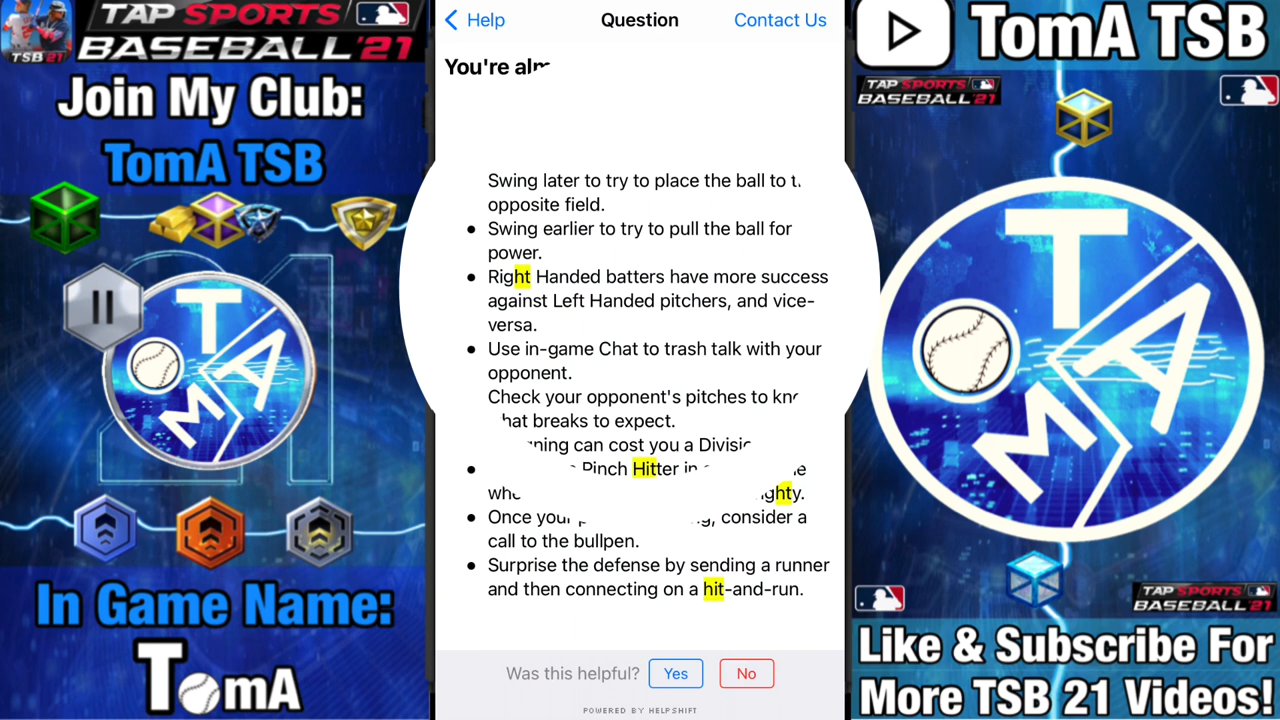 TAP SPORTS
BASEBALL '21
TSB'21
Join My Club:
TomA TSB
TOMA
In Game Name:
TomA
Help
Question
Contact Us
You're
Swing later to try to place the ball to
opposite field.
• Swing earlier to try to pull the ball for
power.
• Right Handed batters have more success
against Left Handed pitchers, and vice-
versa.
• Use in-game Chat to trash talk with your
opponent.
Check your opponent's pitches to
breaks to expect.
can cost you a
• Pinch Hitter in
• Once your consider a
call to the bullpen.
• Surprise the defense by sending a runner
and then connecting on a hit-and-run.
Was this helpful?
Yes
No
POWERED BY HELPSHIFT
TomA TSB
TAP SPORTS
BASEBALL '21
TOMA
TAP SPORTS
BASEBALL '21
Like & Subscribe For
More TSB 21 Videos!